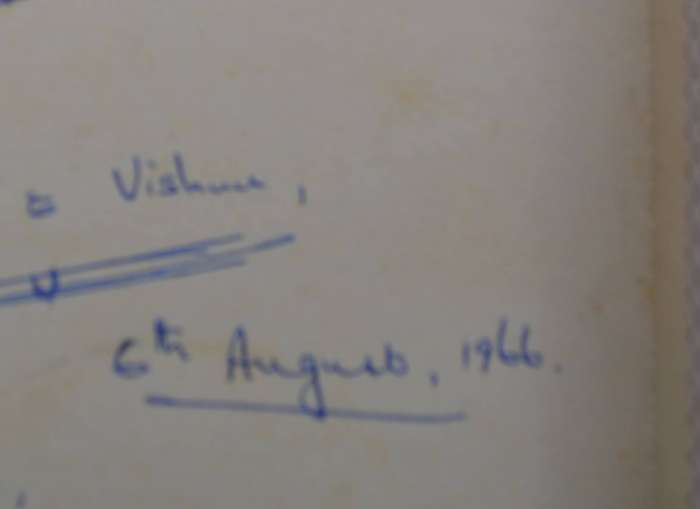 = Vishnu,
6th August, 1966.